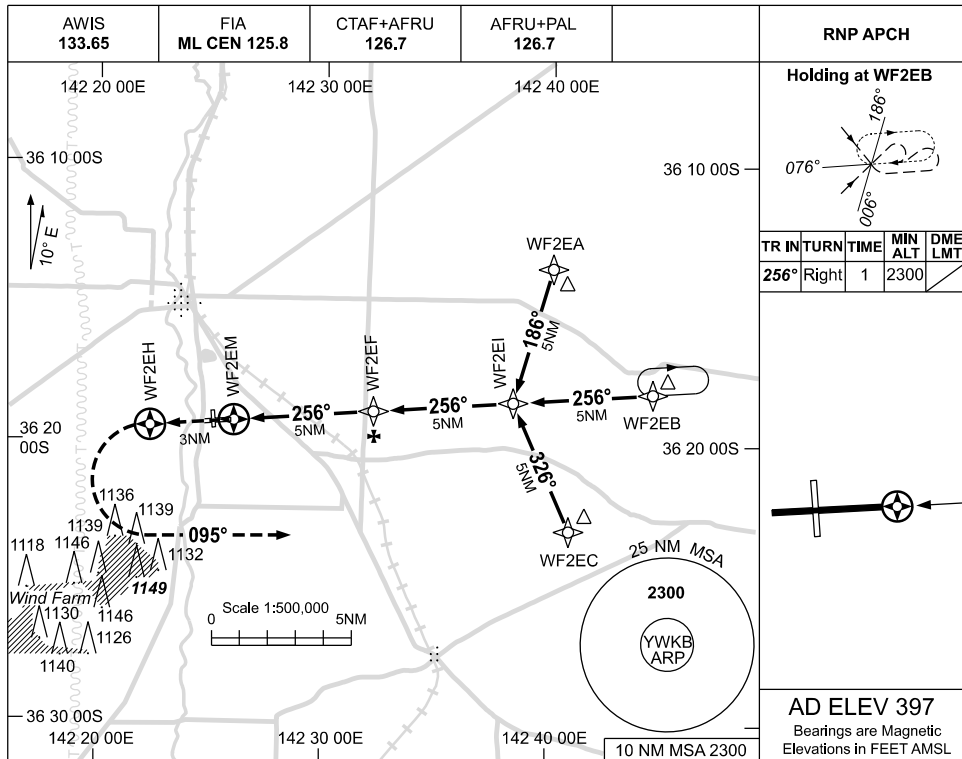 AWIS
133.65
FIA
ML CEN 125.8
CTAF+AFRU
126.7
AFRU+PAL
126.7
RNP APCH
142 20 00E
142 30 00E
142 40 00E
Holding at WF2EB
186°
076°
006°
36 10 00S
36 10 00S
10° E
TR IN
TURN
TIME
MIN
ALT
DME
LMT
256°
Right
1
2300
WF2EA
186°
5NM
WF2EH
WF2EM
WF2EF
WF2EI
256°
5NM
256°
5NM
256°
5NM
WF2EB
3NM
36 20
00S
36 20 00S
326°
5NM
WF2EC
095°
1136
1139
1139
1118
1146
1132
1149
Wind Farm
1130
1146
1126
1140
Scale 1:500,000
0
5NM
25 NM MSA
2300
YWKB
ARP
36 30 00S
142 20 00E
142 30 00E
142 40 00E
10 NM MSA 2300
AD ELEV 397
Bearings are Magnetic
Elevations in FEET AMSL